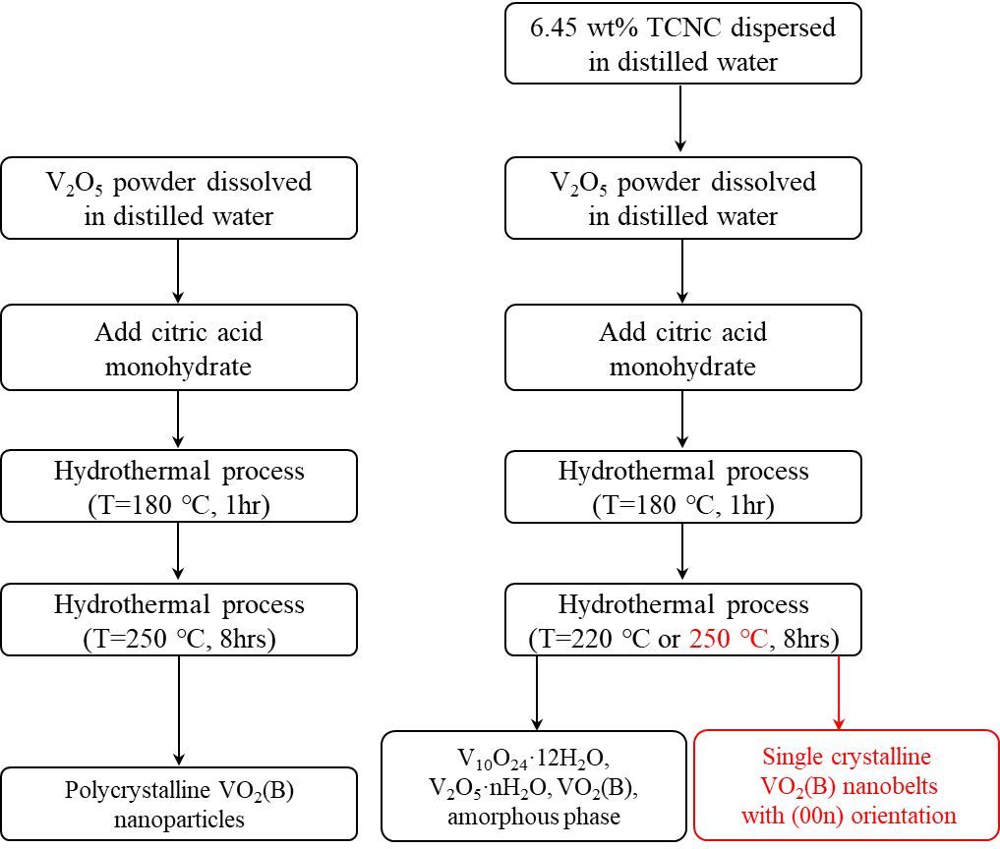 6.45 wt% TCNC dispersed
in distilled water
V₂O₅ powder dissolved
in distilled water
Add citric acid
monohydrate
Hydrothermal process
(T=180 ℃, 1hr)
Hydrothermal process
(T=250 ℃, 8hrs)
Polycrystalline VO₂(B)
nanoparticles
V₂O₅ powder dissolved
in distilled water
Add citric acid
monohydrate
Hydrothermal process
(T=180 ℃, 1hr)
Hydrothermal process
(T=220 ℃ or 250 ℃, 8hrs)
V₁₀O₂₄·12H₂O,
V₂O₅·nH₂O, VO₂(B),
amorphous phase
Single crystalline
VO₂(B) nanobelts
with (00n) orientation